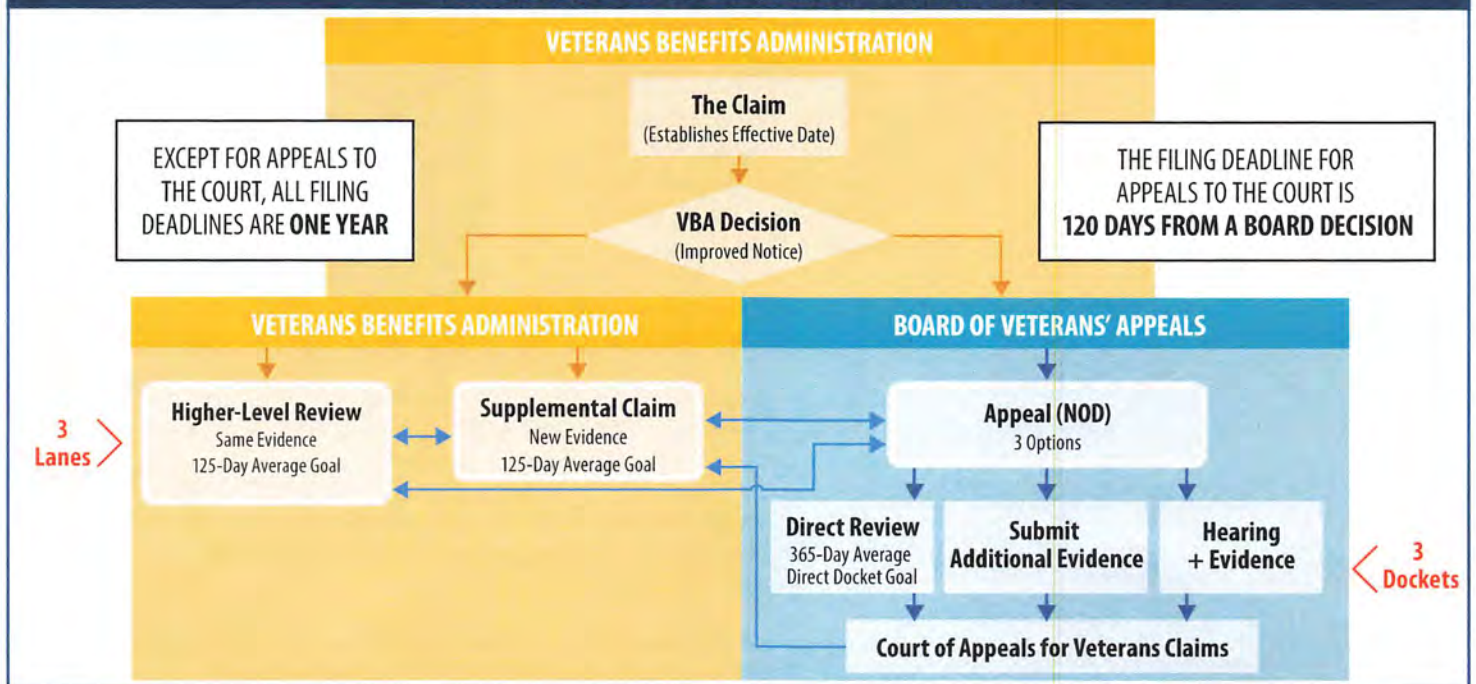 VETERANS BENEFITS ADMINISTRATION
The Claim
(Establishes Effective Date)
EXCEPT FOR APPEALS TO
THE COURT, ALL FILING
DEADLINES ARE ONE YEAR
THE FILING DEADLINE FOR
APPEALS TO THE COURT IS
120 DAYS FROM A BOARD DECISION
VBA Decision
(Improved Notice)
VETERANS BENEFITS ADMINISTRATION
BOARD OF VETERANS' APPEALS
3
Lanes
Higher-Level Review
Same Evidence
125-Day Average Goal
Supplemental Claim
New Evidence
125-Day Average Goal
Appeal (NOD)
3 Options
Direct Review
365-Day Average
Direct Docket Goal
Submit
Additional Evidence
Hearing
+ Evidence
3
Dockets
Court of Appeals for Veterans Claims